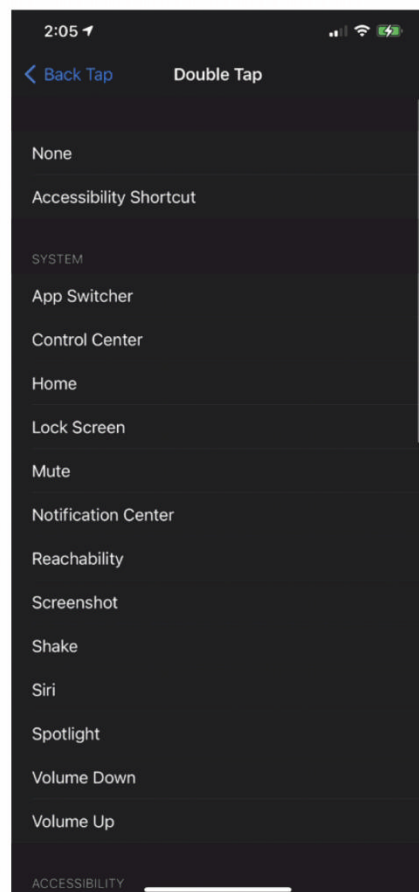 2:05
Back Tap
Double Tap
None
Accessibility Shortcut
SYSTEM
App Switcher
Control Center
Home
Lock Screen
Mute
Notification Center
Reachability
Screenshot
Shake
Siri
Spotlight
Volume Down
Volume Up
ACCESSIBILITY